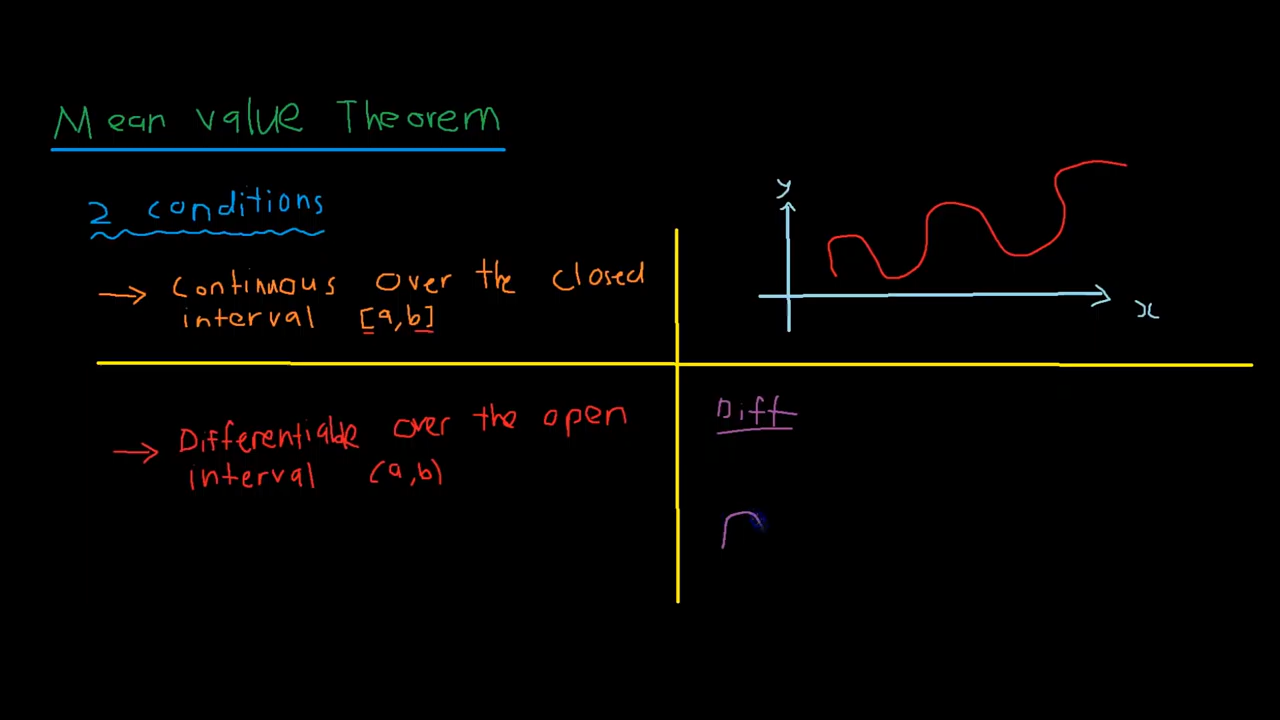 Mean value Theorem
2 conditions
→ Continuous over the closed
interval [a,b]
y
x
→ Differentiable over the open
interval (a,b)
Diff